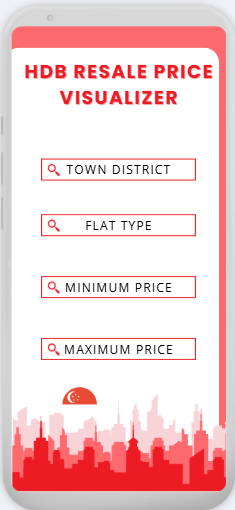 HDB RESALE PRICE
VISUALIZER
TOWN DISTRICT
FLAT TYPE
MINIMUM PRICE
MAXIMUM PRICE